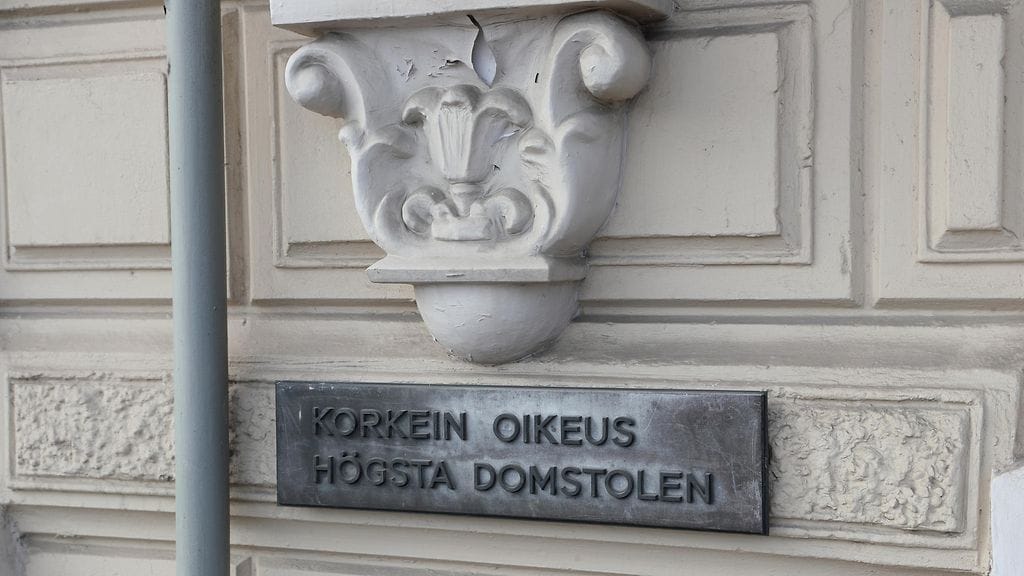 KORKEIN OIKEUS
HÖGSTA DOMSTOLEN